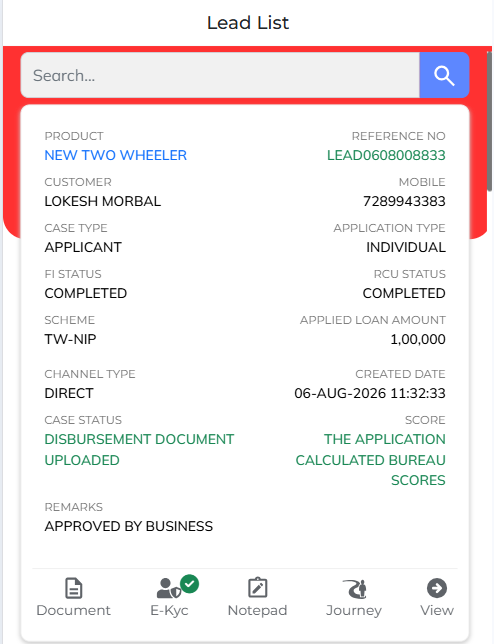 Lead List
Search...
PRODUCT REFERENCE NO
NEW TWO WHEELER LEAD0608008833
CUSTOMER MOBILE
LOKESH MORBAL 7289943383
CASE TYPE APPLICATION TYPE
APPLICANT INDIVIDUAL
FI STATUS RCU STATUS
COMPLETED COMPLETED
SCHEME APPLIED LOAN AMOUNT
TW-NIP 1,00,000
CHANNEL TYPE CREATED DATE
DIRECT 06-AUG-2026 11:32:33
CASE STATUS SCORE
DISBURSEMENT DOCUMENT THE APPLICATION
UPLOADED CALCULATED BUREAU
SCORES
REMARKS
APPROVED BY BUSINESS
Document E-Kyc Notepad Journey View